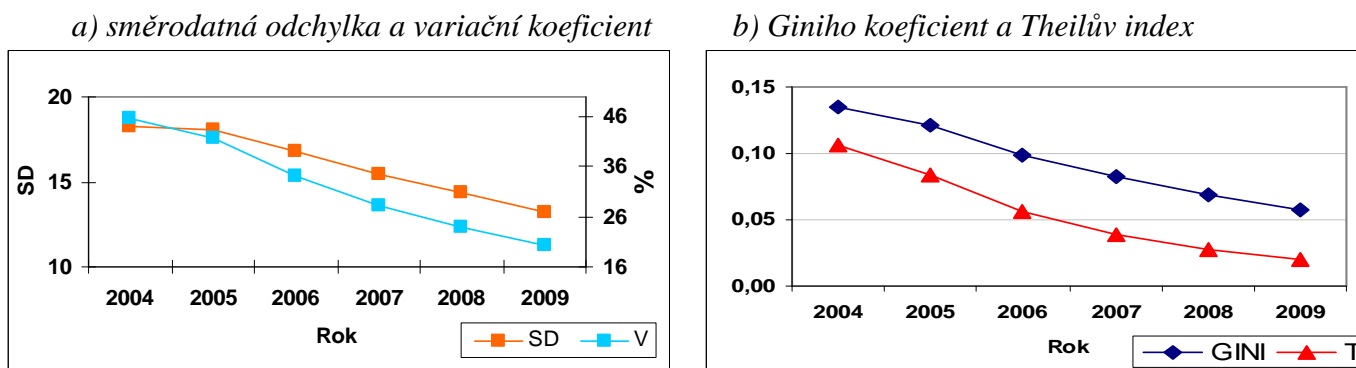 a) směrodatná odchylka a variační koeficient
20
15
10
SD
46
36
26
16
%
2004 2005 2006 2007 2008 2009
Rok
SD V
b) Giniho koeficient a Theilův index
0,15
0,10
0,05
0,00
2004 2005 2006 2007 2008 2009
Rok
GINI T